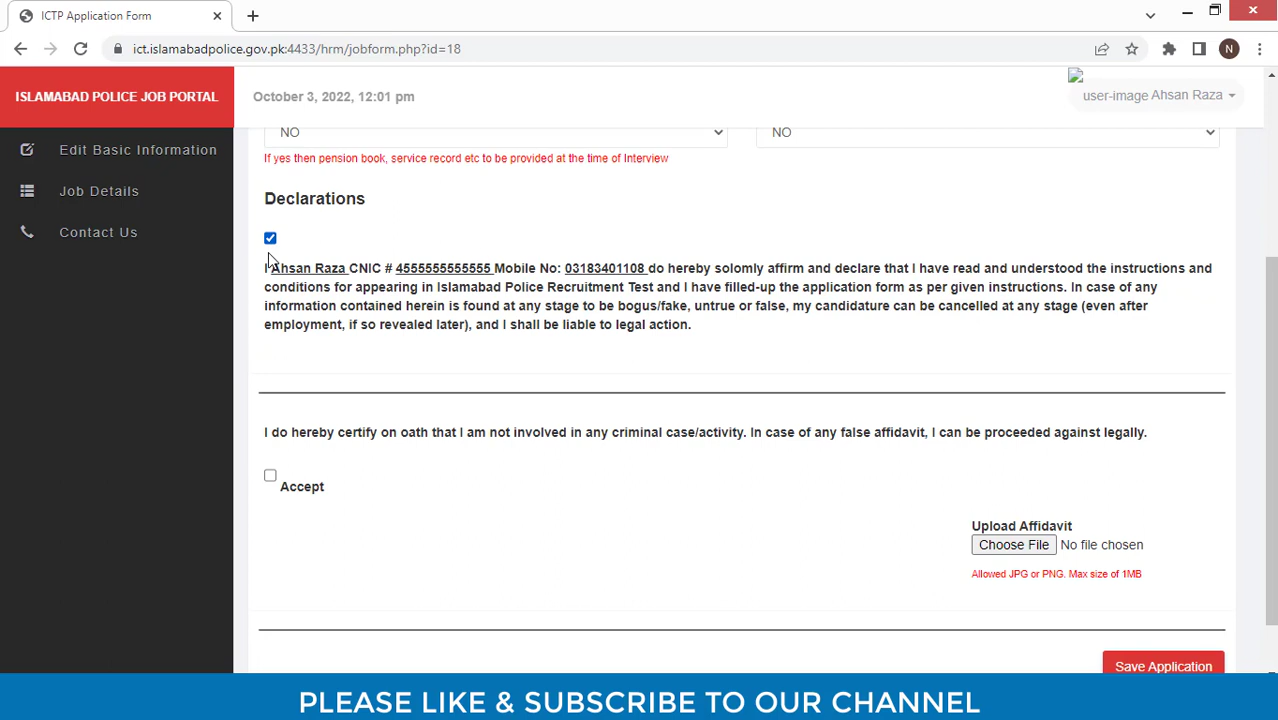 ICTP Application Form
ict.islamabadpolice.gov.pk:4433/hrm/jobform.php?id=18
N
ISLAMABAD POLICE JOB PORTAL
October 3, 2022, 12:01 pm
user-image Ahsan Raza
Edit Basic Information
Job Details
Contact Us
NO
NO
If yes then pension book, service record etc to be provided at the time of Interview
Declarations
I Ahsan Raza CNIC # 4555555555555 Mobile No: 03183401108 do hereby solomly affirm and declare that I have read and understood the instructions and
conditions for appearing in Islamabad Police Recruitment Test and I have filled-up the application form as per given instructions. In case of any
information contained herein is found at any stage to be bogus/fake, untrue or false, my candidature can be cancelled at any stage (even after
employment, if so revealed later), and I shall be liable to legal action.
I do hereby certify on oath that I am not involved in any criminal case/activity. In case of any false affidavit, I can be proceeded against legally.
Accept
Upload Affidavit
Choose File No file chosen
Allowed JPG or PNG. Max size of 1MB
Save Application
PLEASE LIKE & SUBSCRIBE TO OUR CHANNEL